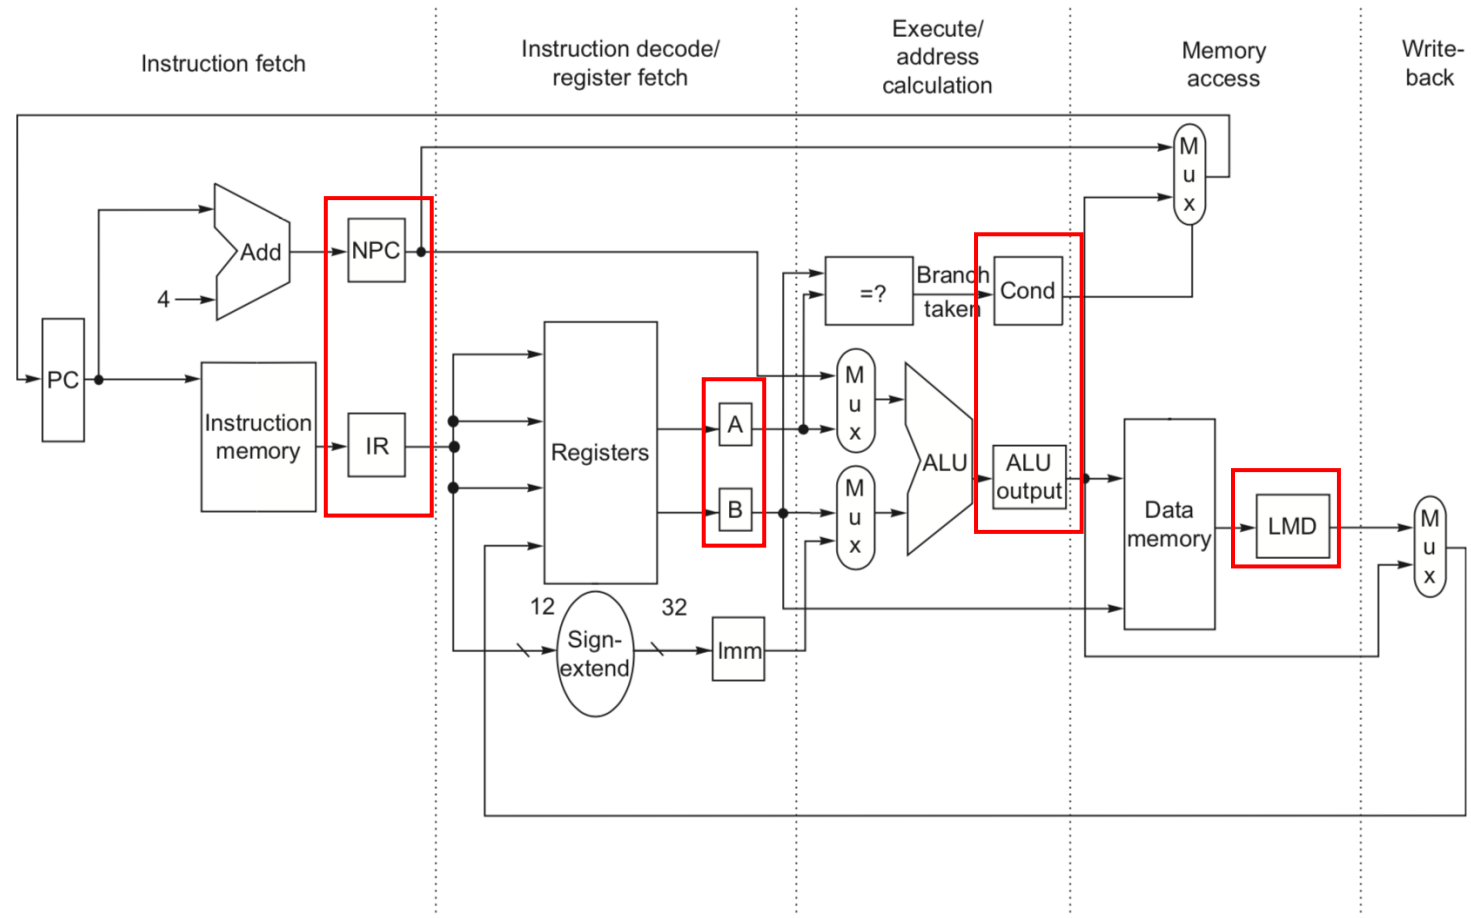 Instruction fetch
Instruction decode/
register fetch
Execute/
address
calculation
Memory
access
Write-
back
M
u
x
Add
NPC
4
PC
Instruction
memory
IR
Registers
A
B
12
32
Sign-
extend
Imm
=?
Branch
taken
Cond
M
u
x
M
u
x
ALU
ALU
output
Data
memory
LMD
M
u
x